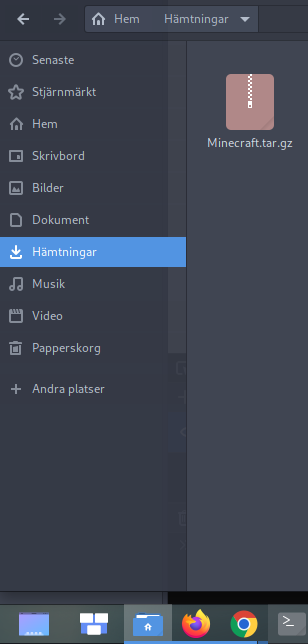 Hem Hämtningar
Senaste
Stjärnmärkt
Hem
Skrivbord
Bilder
Dokument
Hämtningar
Musik
Video
Papperskorg
Andra platser
Minecraft.tar.gz